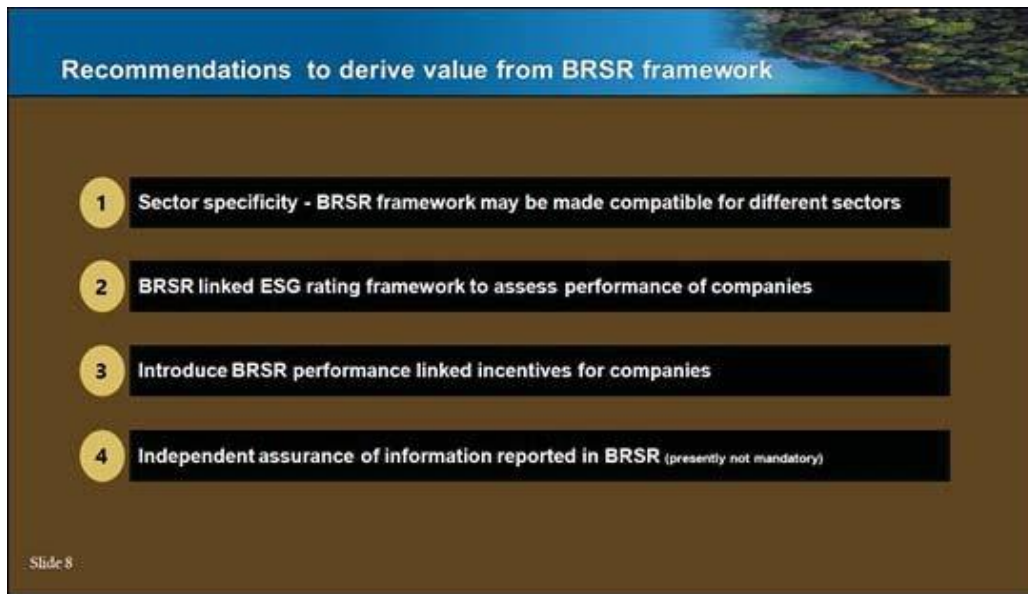 Recommendations to derive value from BRSR framework
1
Sector specificity - BRSR framework may be made compatible for different sectors
2
BRSR linked ESG rating framework to assess performance of companies
3
Introduce BRSR performance linked incentives for companies
4
Independent assurance of information reported in BRSR (presently not mandatory)
Slide 8